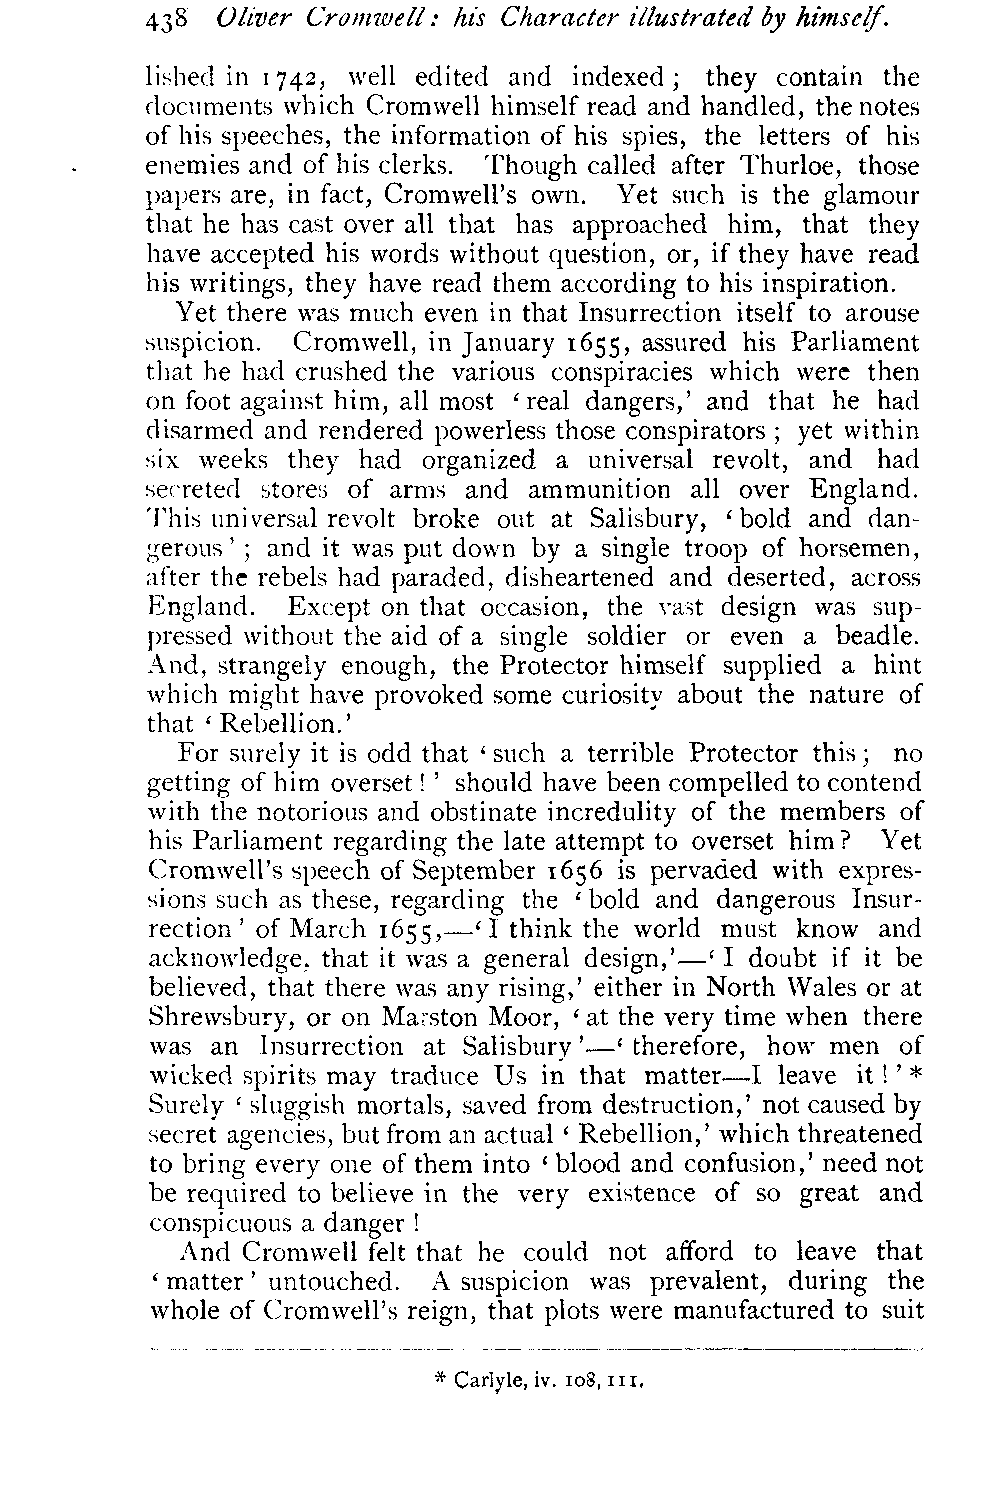 438 Oliver Cromwell: his Character illustrated by himself.
lished in 1742, well edited and indexed; they contain the
documents which Cromwell himself read and handled, the notes
of his speeches, the information of his spies, the letters of his
enemies and of his clerks. Though called after Thurloe, those
papers are, in fact, Cromwell's own. Yet such is the glamour
that he has cast over all that has approached him, that they
have accepted his words without question, or, if they have read
his writings, they have read them according to his inspiration.
Yet there was much even in that Insurrection itself to arouse
suspicion. Cromwell, in January 1655, assured his Parliament
that he had crushed the various conspiracies which were then
on foot against him, all most ‘real dangers,’ and that he had
disarmed and rendered powerless those conspirators; yet within
six weeks they had organized a universal revolt, and had
secreted stores of arms and ammunition all over England.
This universal revolt broke out at Salisbury, ‘bold and dan-
gerous’; and it was put down by a single troop of horsemen,
after the rebels had paraded, disheartened and deserted, across
England. Except on that occasion, the vast design was sup-
pressed without the aid of a single soldier or even a beadle.
And, strangely enough, the Protector himself supplied a hint
which might have provoked some curiosity about the nature of
that ‘Rebellion.’
For surely it is odd that ‘such a terrible Protector this; no
getting of him overset!’ should have been compelled to contend
with the notorious and obstinate incredulity of the members of
his Parliament regarding the late attempt to overset him? Yet
Cromwell's speech of September 1656 is pervaded with expres-
sions such as these, regarding the ‘bold and dangerous Insur-
rection’ of March 1655,—‘I think the world must know and
acknowledge, that it was a general design,’—‘I doubt if it be
believed, that there was any rising,’ either in North Wales or at
Shrewsbury, or on Marston Moor, ‘at the very time when there
was an Insurrection at Salisbury’—‘therefore, how men of
wicked spirits may traduce Us in that matter—I leave it!’*
Surely ‘sluggish mortals, saved from destruction,’ not caused by
secret agencies, but from an actual ‘Rebellion,’ which threatened
to bring every one of them into ‘blood and confusion,’ need not
be required to believe in the very existence of so great and
conspicuous a danger!
And Cromwell felt that he could not afford to leave that
‘matter’ untouched. A suspicion was prevalent, during the
whole of Cromwell's reign, that plots were manufactured to suit
* Carlyle, iv. 108, 111.